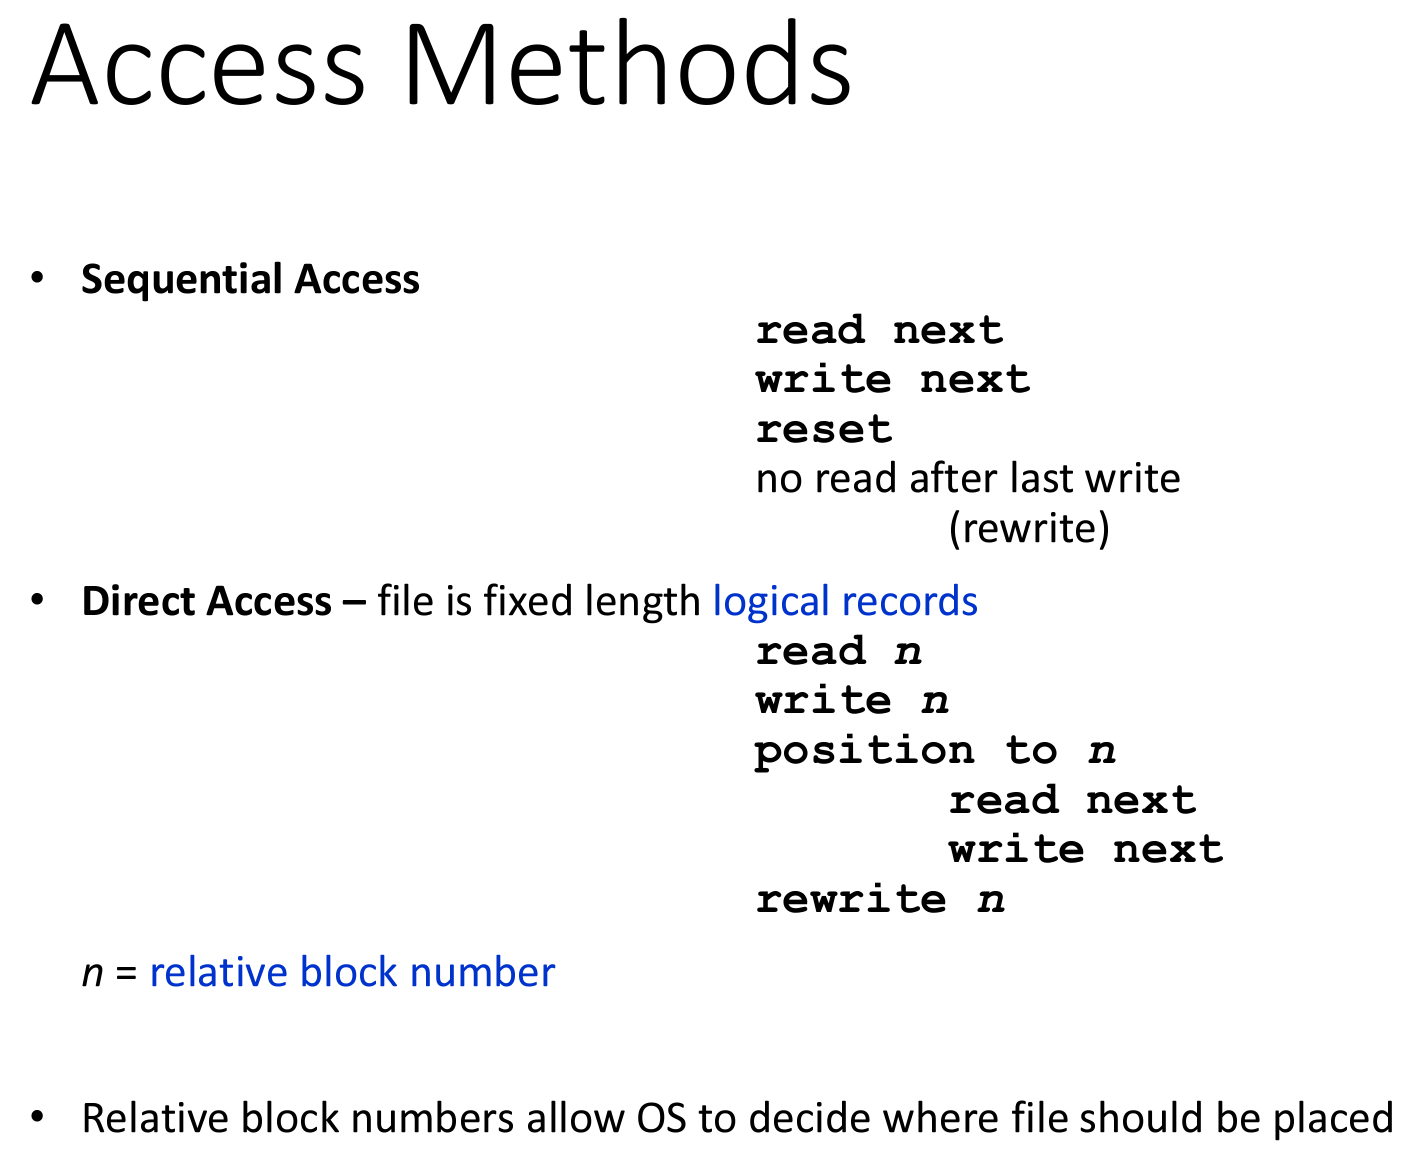 Access Methods
• Sequential Access
read next
write next
reset
no read after last write
(rewrite)
• Direct Access – file is fixed length logical records
read n
write n
position to n
read next
write next
rewrite n
n = relative block number
• Relative block numbers allow OS to decide where file should be placed